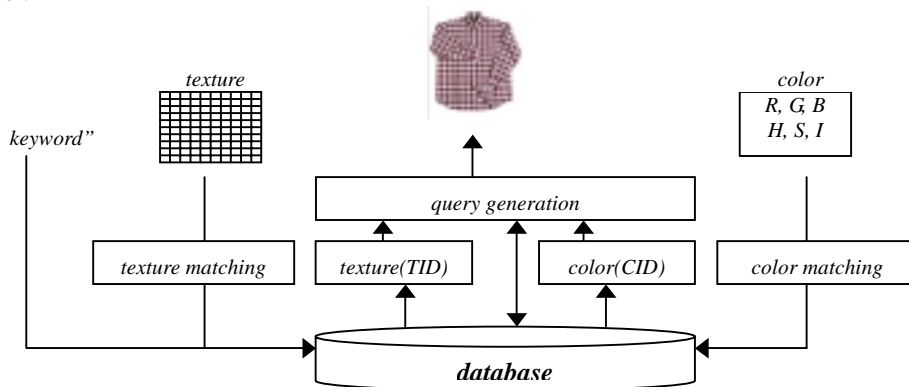 texture
color
R, G, B
H, S, I
keyword”
query generation
texture matching
texture(TID)
color(CID)
color matching
database